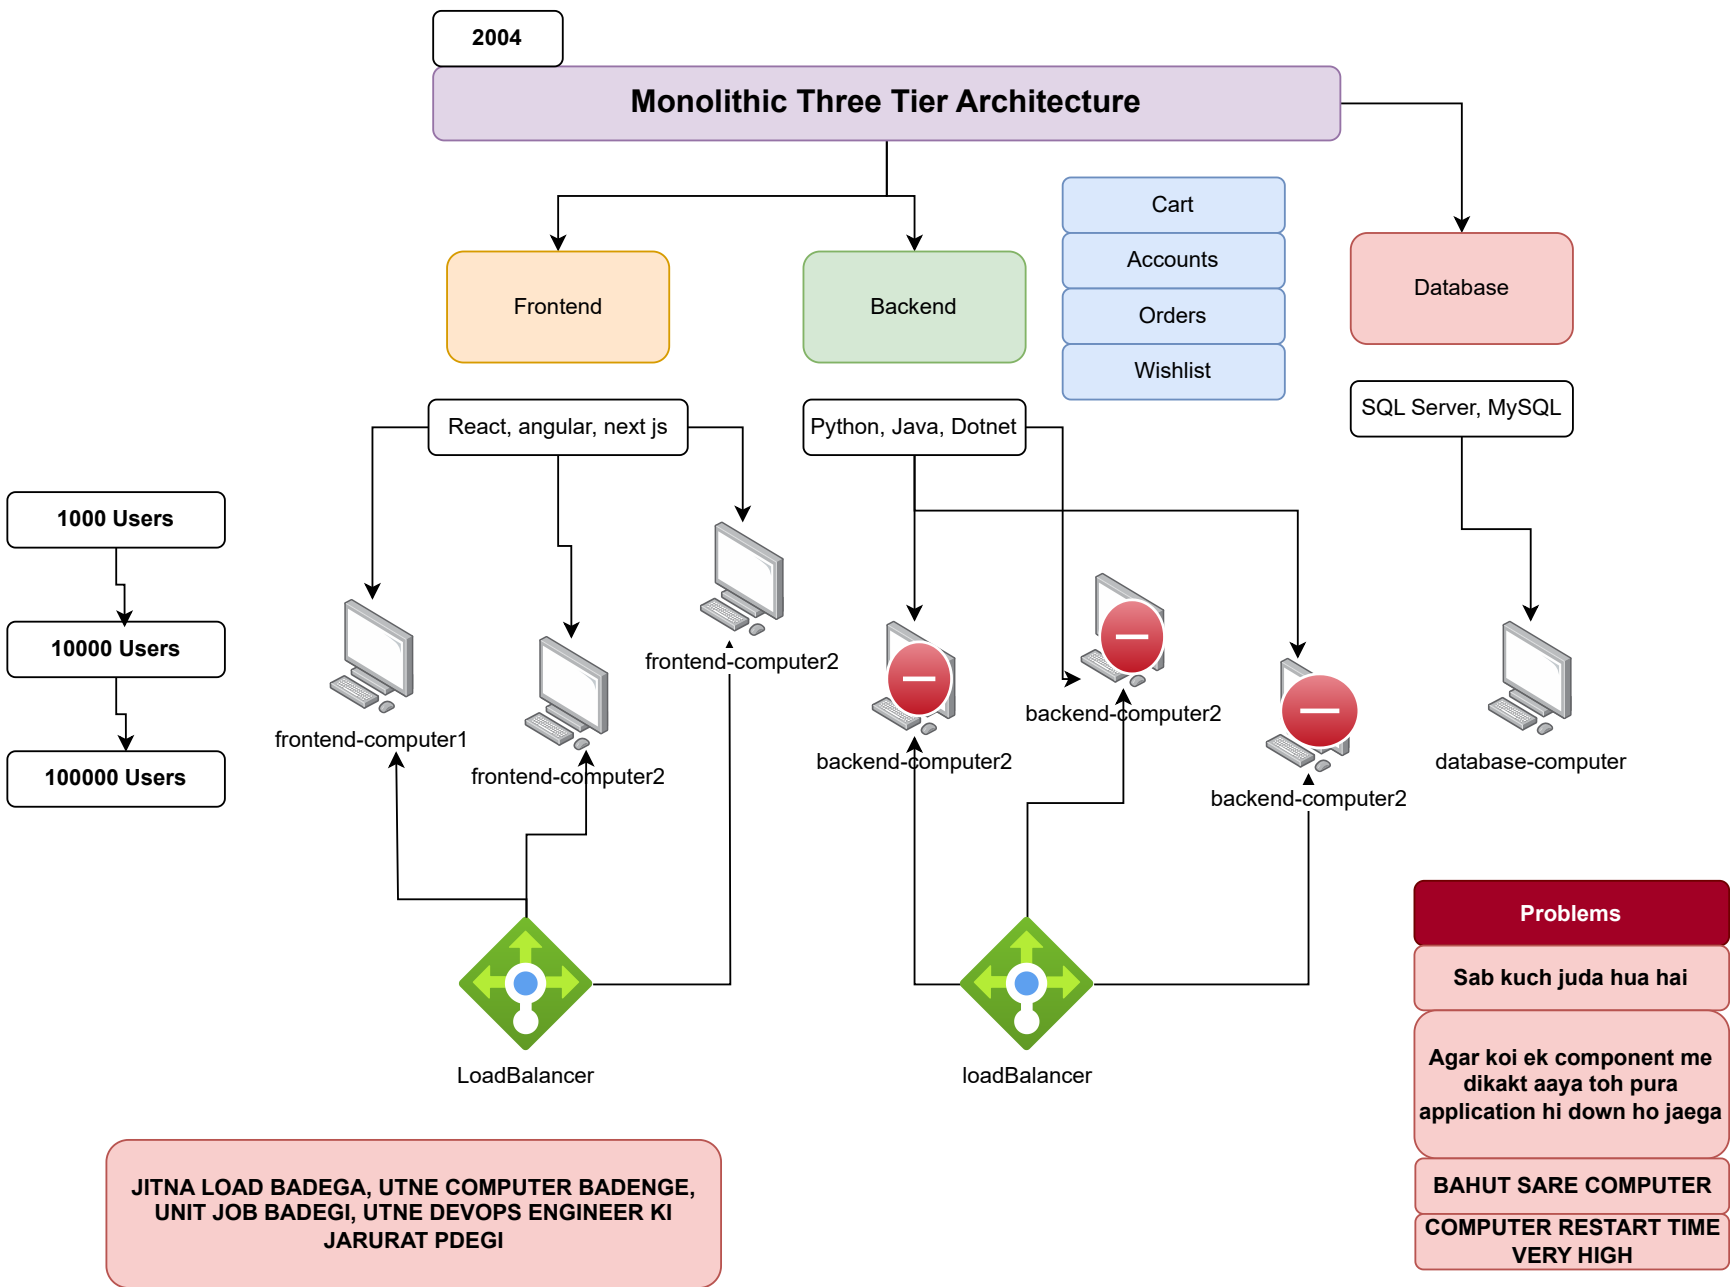 2004
Monolithic Three Tier Architecture
Cart
Accounts
Orders
Wishlist
Frontend
Backend
Database
React, angular, next js
Python, Java, Dotnet
SQL Server, MySQL
1000 Users
10000 Users
100000 Users
frontend-computer1
frontend-computer2
frontend-computer2
backend-computer2
backend-computer2
backend-computer2
database-computer
LoadBalancer
loadBalancer
Problems
Sab kuch juda hua hai
Agar koi ek component me
dikakt aaya toh pura
application hi down ho jaega
BAHUT SARE COMPUTER
COMPUTER RESTART TIME
VERY HIGH
JITNA LOAD BADEGA, UTNE COMPUTER BADENGE,
UNIT JOB BADEGI, UTNE DEVOPS ENGINEER KI
JARURAT PDEGI